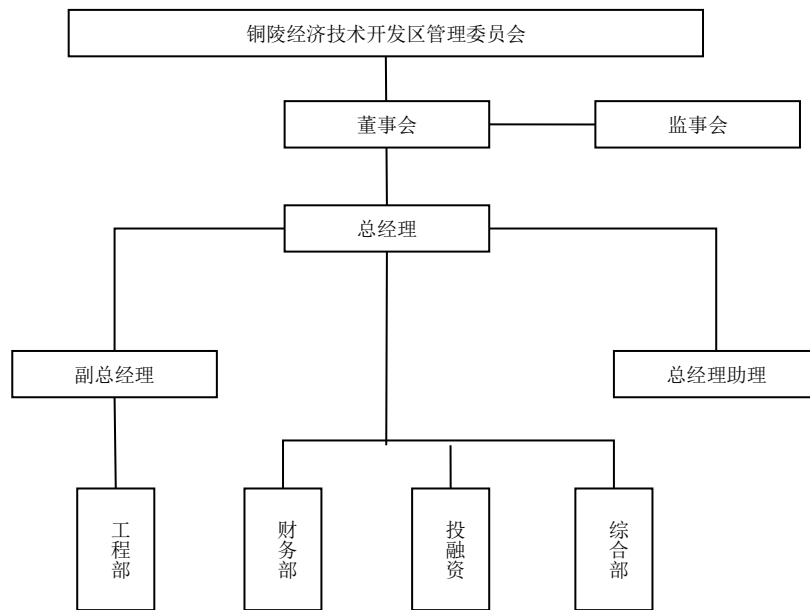 铜陵经济技术开发区管理委员会
董事会
监事会
总经理
副总经理
总经理助理
工程部
财务部
投融资
综合部